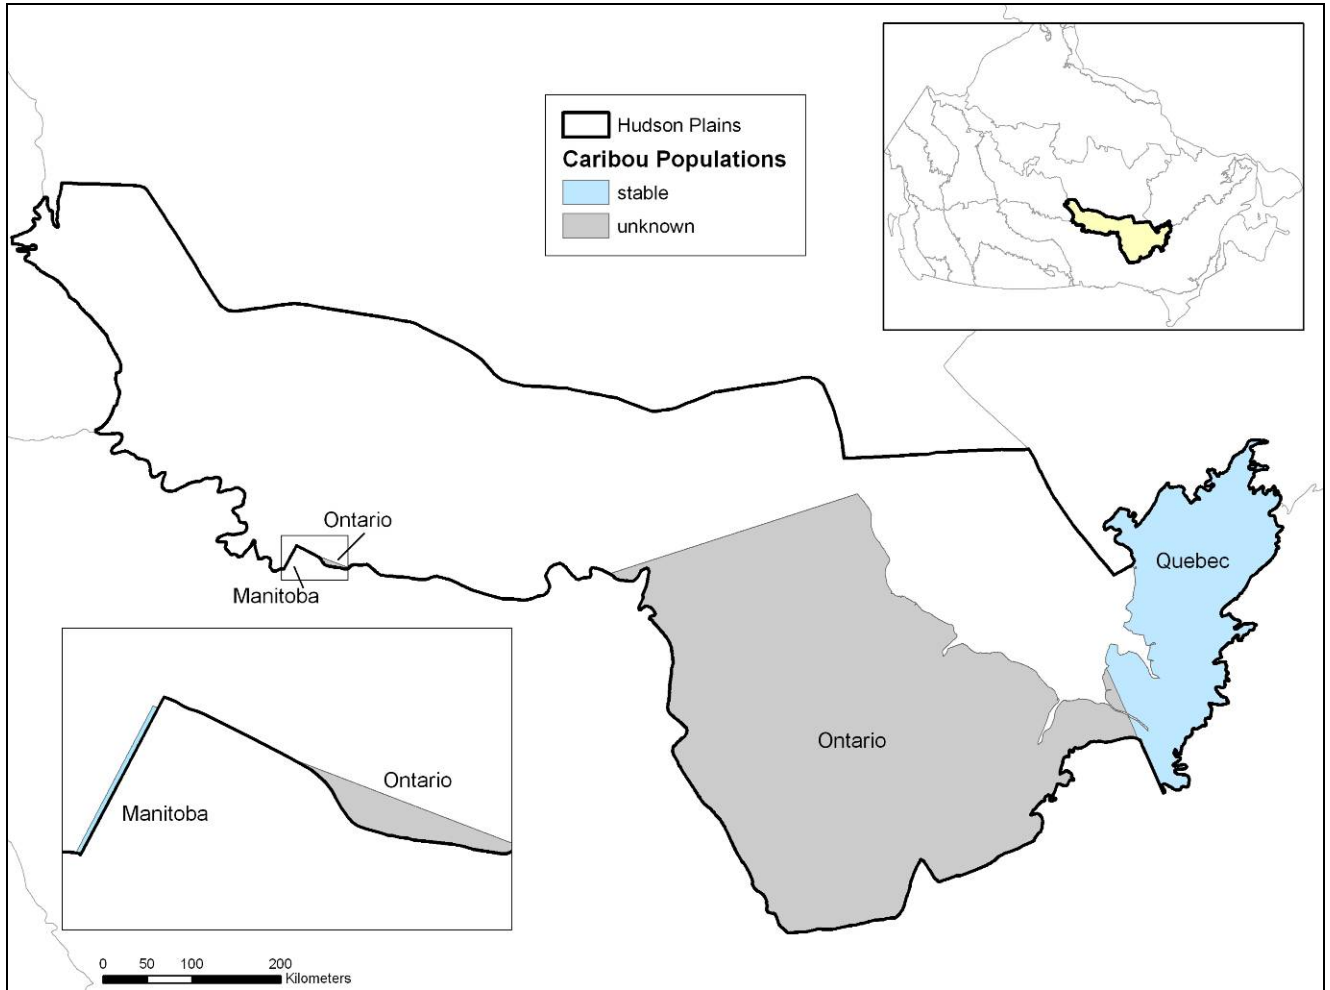 Hudson Plains
Caribou Populations
stable
unknown
Ontario
Manitoba
Quebec
Ontario
Ontario
Manitoba
0 50 100 200
Kilometers